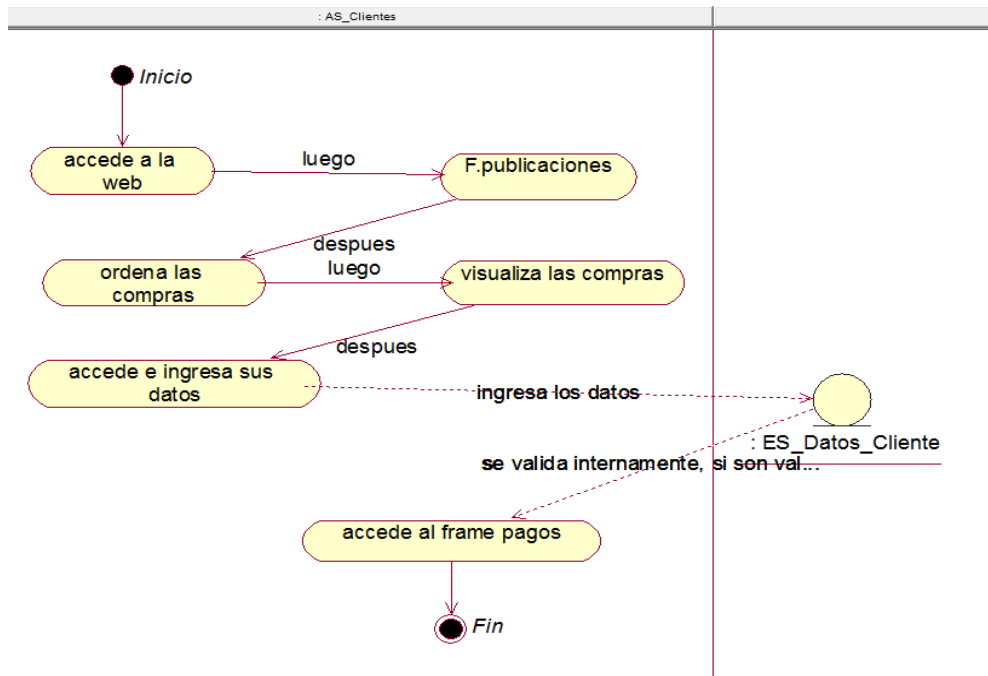 : AS_Clientes
Inicio
accede a la
web
luego
F.publicaciones
despues
ordena las
compras
luego
visualiza las compras
despues
accede e ingresa sus
datos
ingresa los datos
: ES_Datos_Cliente
se valida internamente, si son val...
accede al frame pagos
Fin